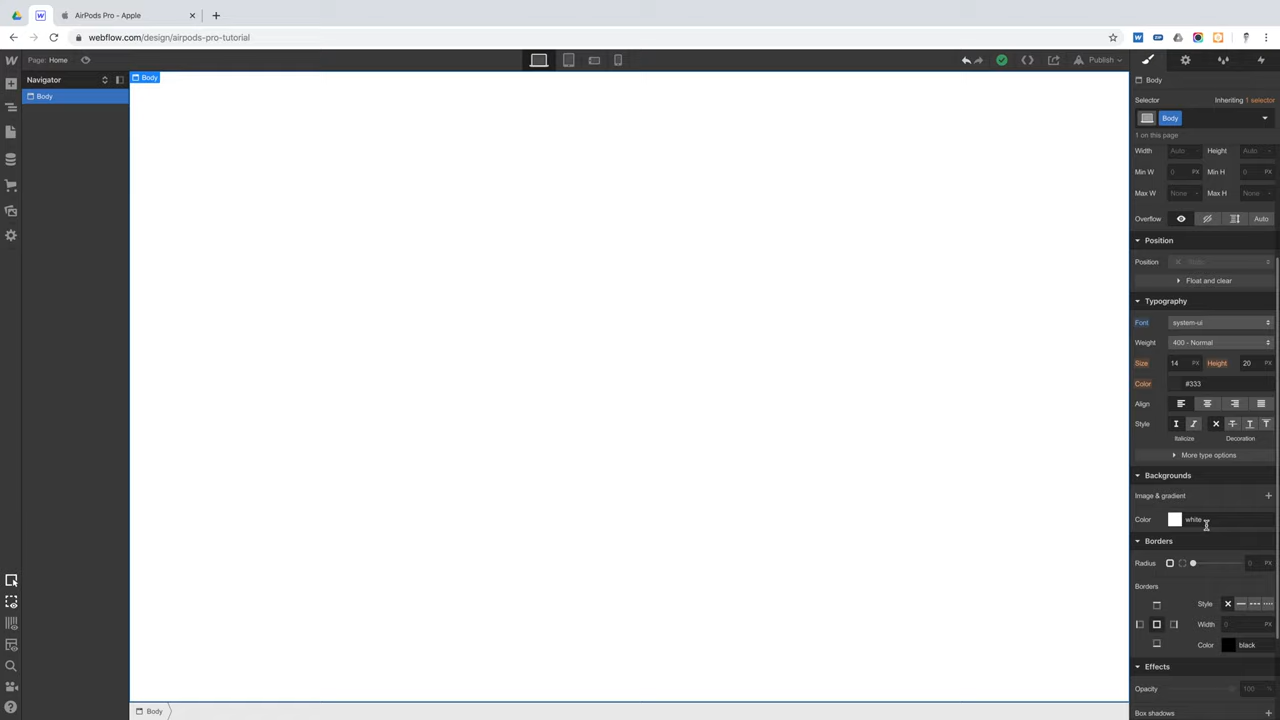 AirPods Pro - Apple
webflow.com/design/airpods-pro-tutorial
Page: Home
Publish
Navigator
Body
Body
Body
Selector
Inheriting 1 selector
Body
1 on this page
Width Auto - Height Auto -
Min W 0 PX Min H 0 PX
Max W None - Max H None -
Overflow Auto
Position
Position
Float and clear
Typography
Font system-ui
Weight 400 - Normal
Size 14 PX Height 20 PX
Color #333
Align
Style
Italicize Decoration
More type options
Backgrounds
Image & gradient
Color white
Borders
Radius 0 PX
Borders
Style
Width 0 PX
Color black
Effects
Opacity 100 %
Box shadows
Body